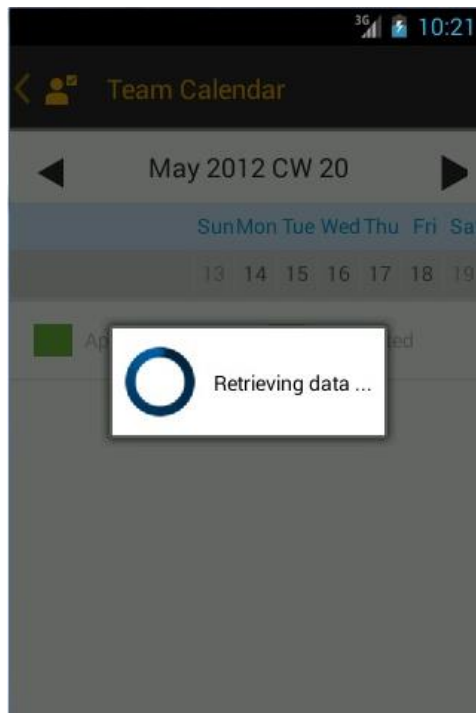 3G 10:21
Team Calendar
May 2012 CW 20
Sun Mon Tue Wed Thu Fri Sa
13 14 15 16 17 18 19
Retrieving data ...